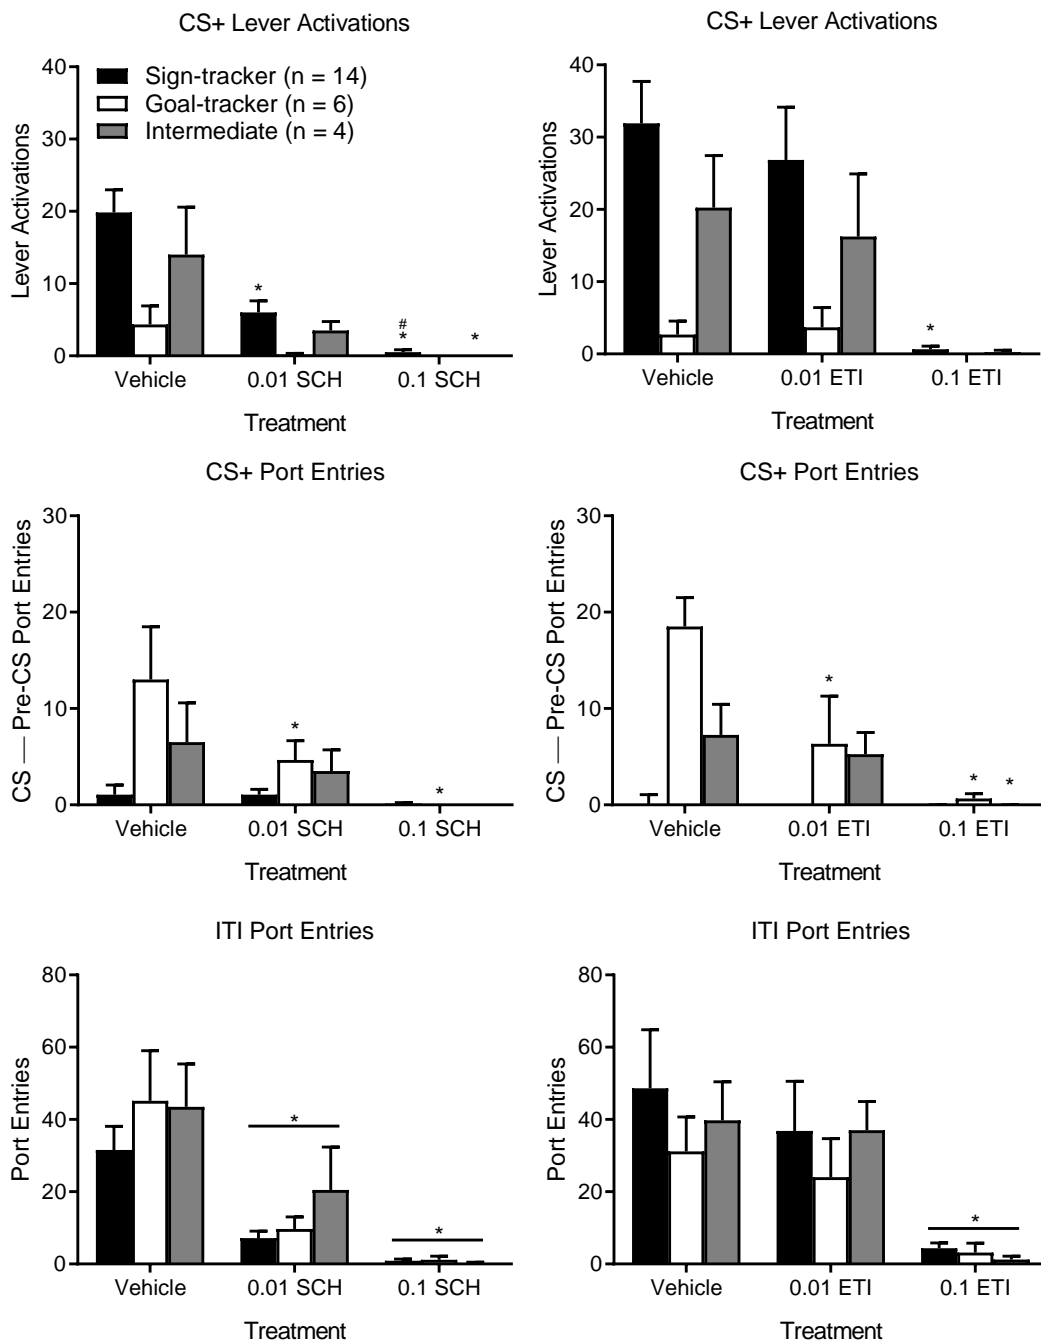 CS+ Lever Activations
40
30
20
10
0
Lever Activations
Sign-tracker (n = 14)
Goal-tracker (n = 6)
Intermediate (n = 4)
*
#
*
*
Vehicle
0.01 SCH
0.1 SCH
Treatment
CS+ Lever Activations
40
30
20
10
0
Lever Activations
*
Vehicle
0.01 ETI
0.1 ETI
Treatment
CS+ Port Entries
30
20
10
0
CS — Pre-CS Port Entries
*
*
Vehicle
0.01 SCH
0.1 SCH
Treatment
CS+ Port Entries
30
20
10
0
CS — Pre-CS Port Entries
*
*
*
Vehicle
0.01 ETI
0.1 ETI
Treatment
ITI Port Entries
80
60
40
20
0
Port Entries
*
*
Vehicle
0.01 SCH
0.1 SCH
Treatment
ITI Port Entries
80
60
40
20
0
Port Entries
*
Vehicle
0.01 ETI
0.1 ETI
Treatment